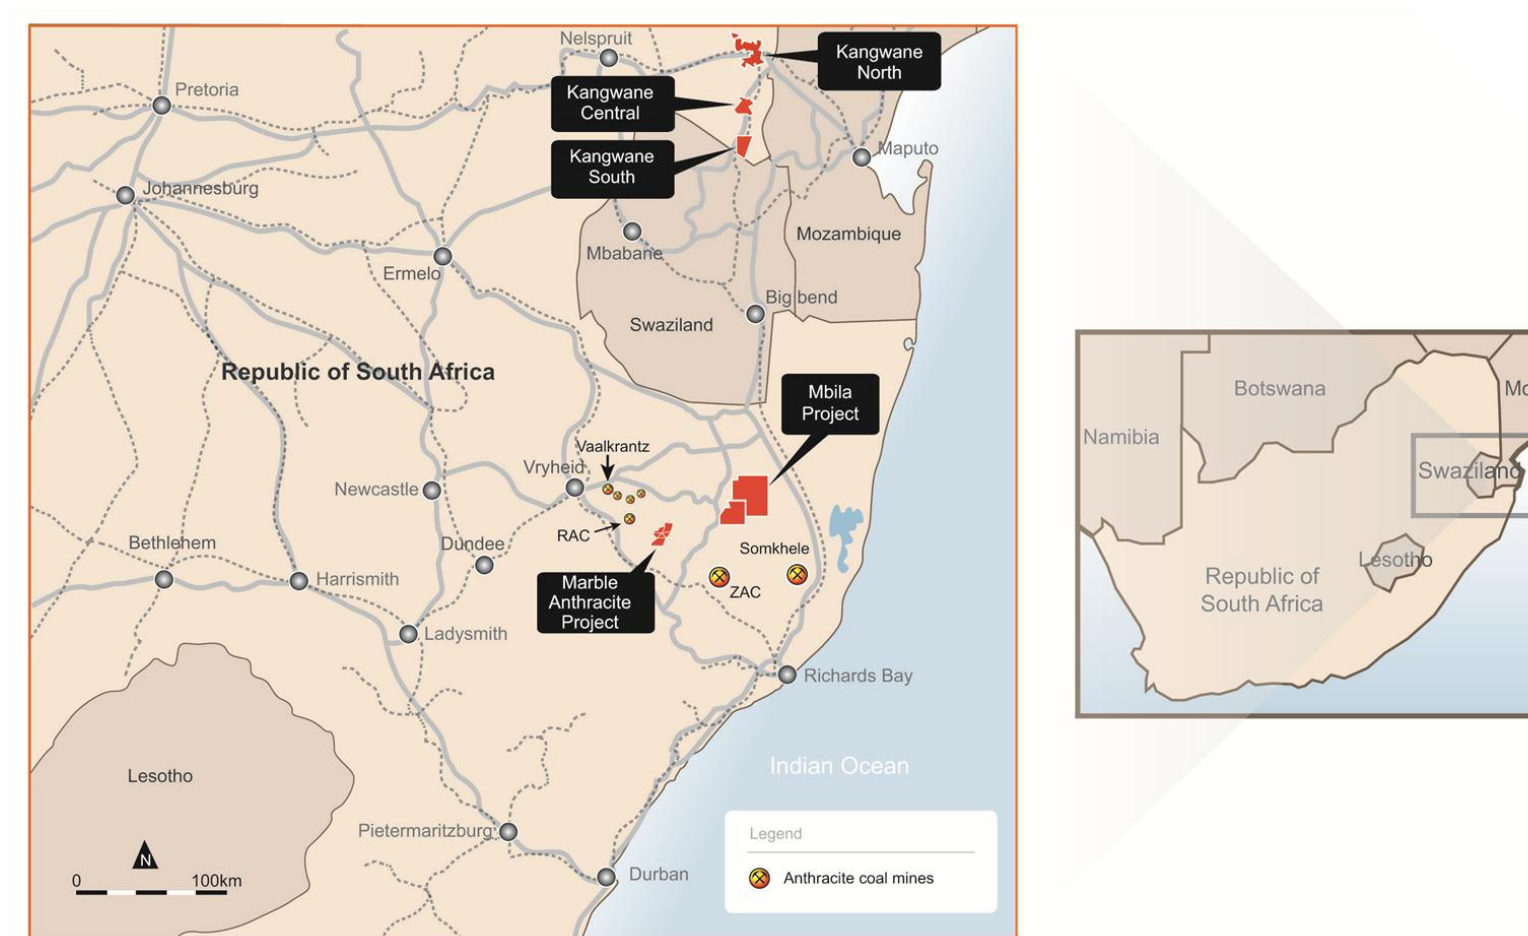 Nelspruit
Kangwane
North
Pretoria
Kangwane
Central
Kangwane
South
Maputo
Johannesburg
Mozambique
Mbabane
Ermelo
Big bend
Swaziland
Republic of South Africa
Mbila
Project
Vaalkrantz
Vryheid
Newcastle
RAC
Dundee
Bethlehem
Somkhele
Harrismith
Marble
Anthracite
Project
ZAC
Ladysmith
Richards Bay
Lesotho
Indian Ocean
Pietermaritzburg
N
0 100km
Durban
Legend
Anthracite coal mines
Botswana
Mo
Namibia
Swaziland
Lesotho
Republic of
South Africa